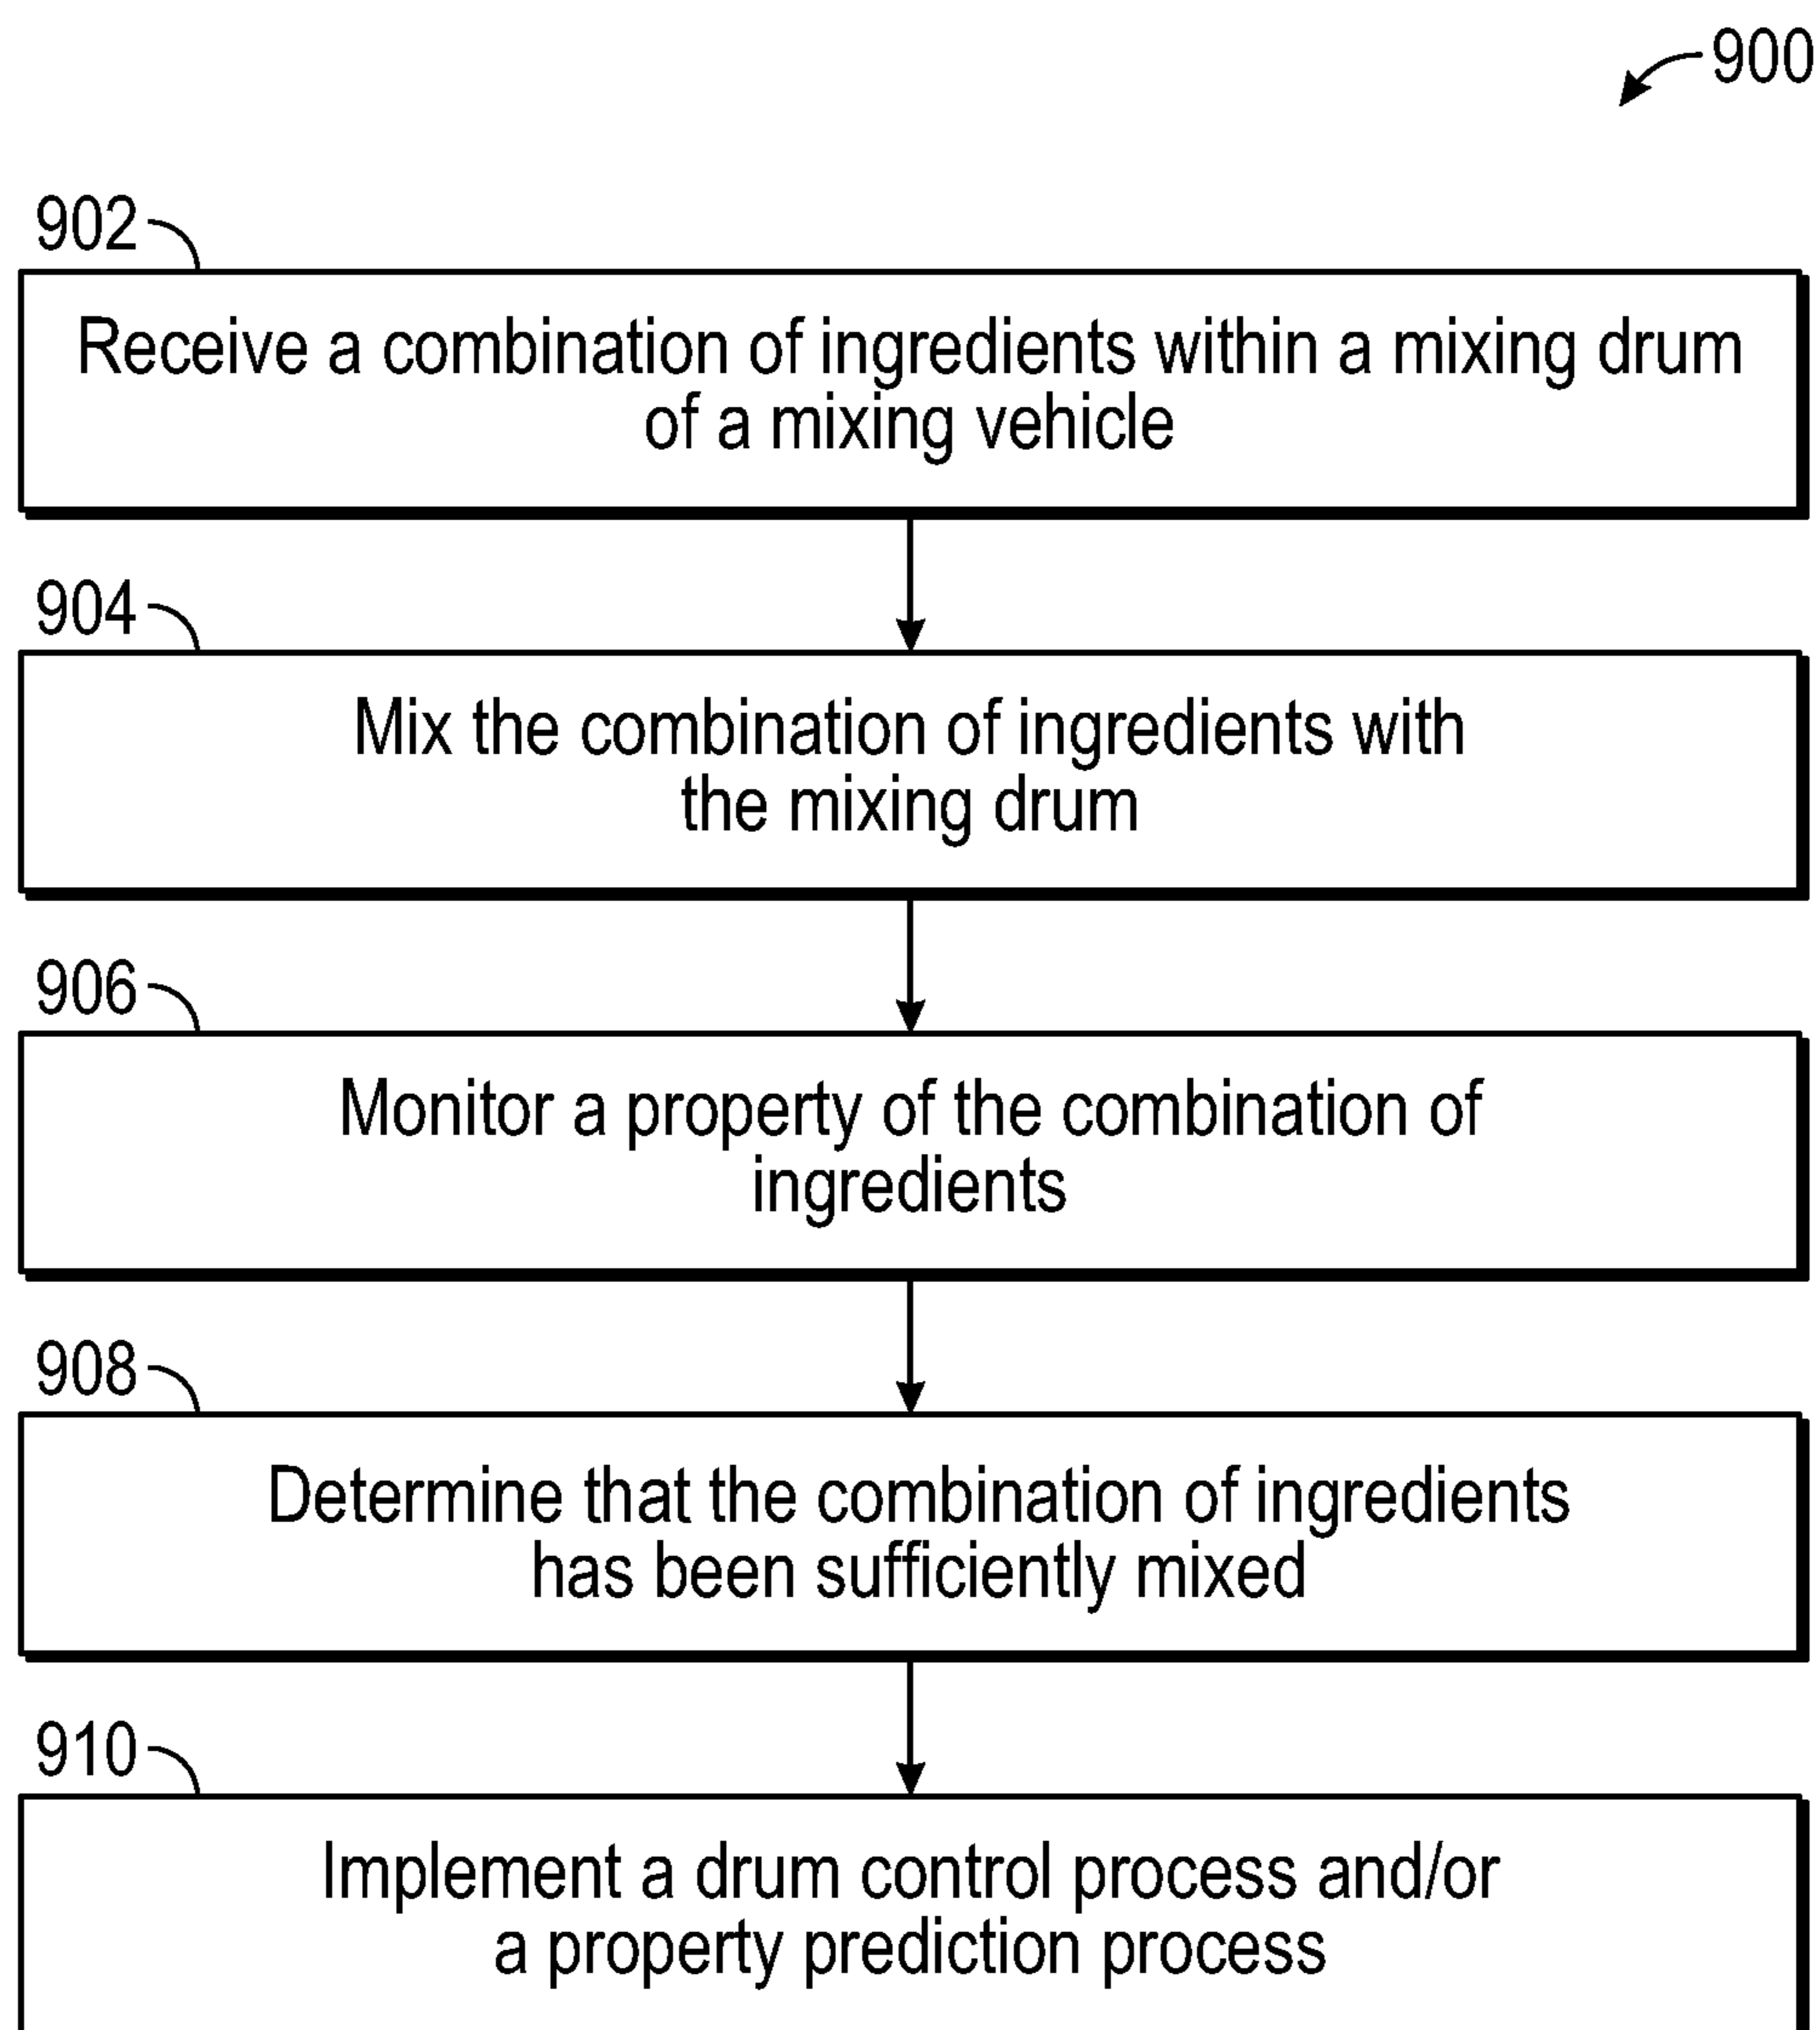 900
902
Receive a combination of ingredients within a mixing drum
of a mixing vehicle
904
Mix the combination of ingredients with
the mixing drum
906
Monitor a property of the combination of
ingredients
908
Determine that the combination of ingredients
has been sufficiently mixed
910
Implement a drum control process and/or
a property prediction process